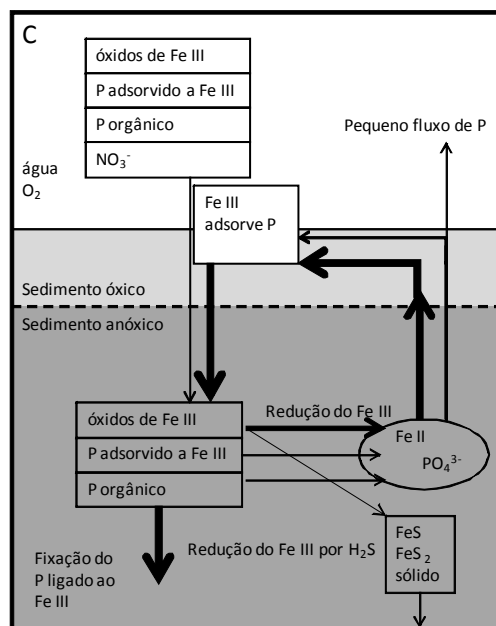 C
óxidos de Fe III
P adsorvido a Fe III
P orgânico
NO₃⁻
Pequeno fluxo de P
água
O₂
Fe III
adsorve P
Sedimento óxico
Sedimento anóxico
óxidos de Fe III
P adsorvido a Fe III
P orgânico
Redução do Fe III
Fe II
PO₄³⁻
Fixação do
P ligado ao
Fe III
Redução do Fe III por H₂S
FeS
FeS₂
sólido